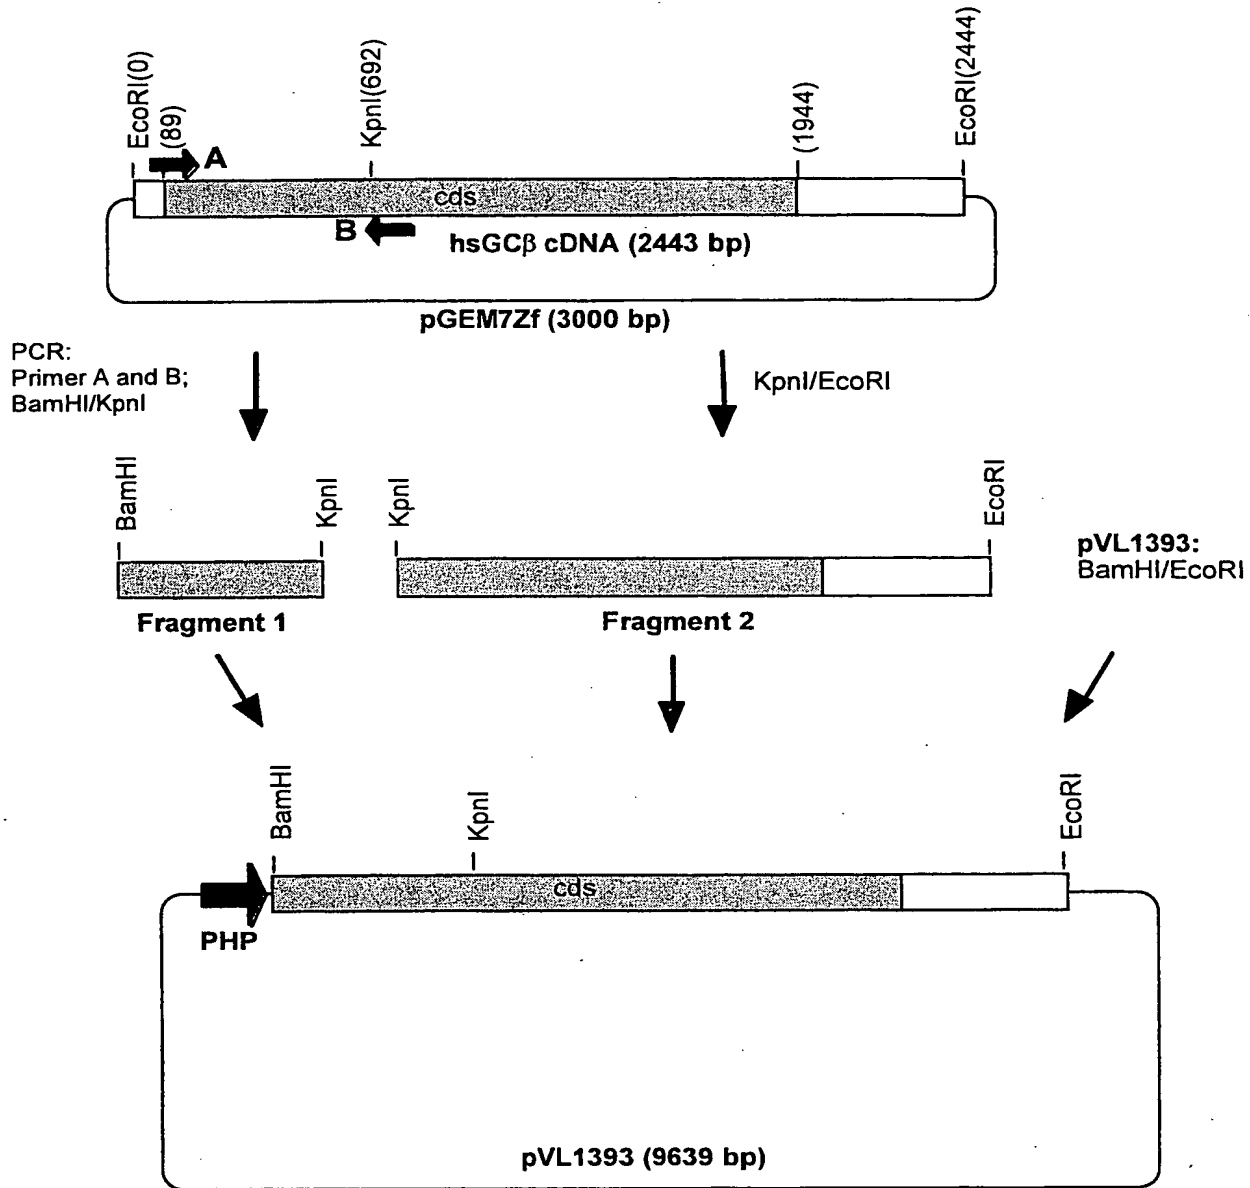 EcoRI(0)
(89)
KpnI(692)
(1944)
EcoRI(2444)
A
cds
B
hsGCβ cDNA (2443 bp)
pGEM7Zf (3000 bp)
PCR:
Primer A and B;
BamHI/KpnI
KpnI/EcoRI
BamHI
KpnI
KpnI
EcoRI
pVL1393:
BamHI/EcoRI
Fragment 1
Fragment 2
BamHI
KpnI
EcoRI
cds
PHP
pVL1393 (9639 bp)